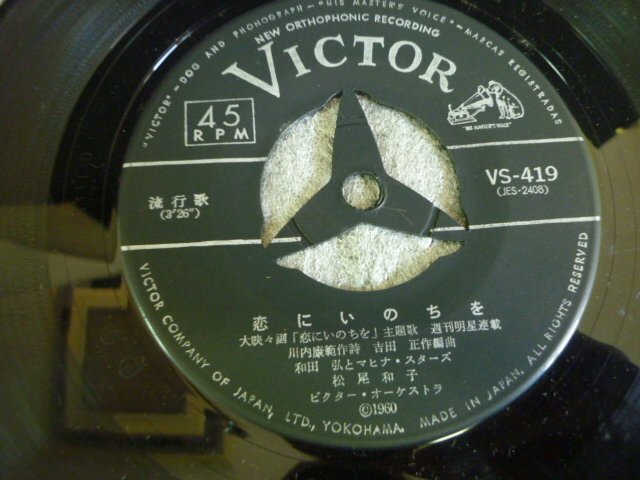 "VICTOR" — DOG AND PHONOGRAPH — "HIS MASTER'S VOICE" — MARCAS REGISTRADAS
NEW ORTHOPHONIC RECORDING
VICTOR
"HIS MASTER'S VOICE"
45
RPM
VS-419
(JES-2408)
流行歌
(3'26")
恋にいのちを
大映々画「恋にいのちを」主題歌 週刊明星連載
川内康範作詩 吉田 正作編曲
和田 弘とマヒナ・スターズ
松尾和子
ビクター・オーケストラ
©1960
VICTOR COMPANY OF JAPAN, LTD, YOKOHAMA. MADE IN JAPAN. ALL RIGHTS RESERVED